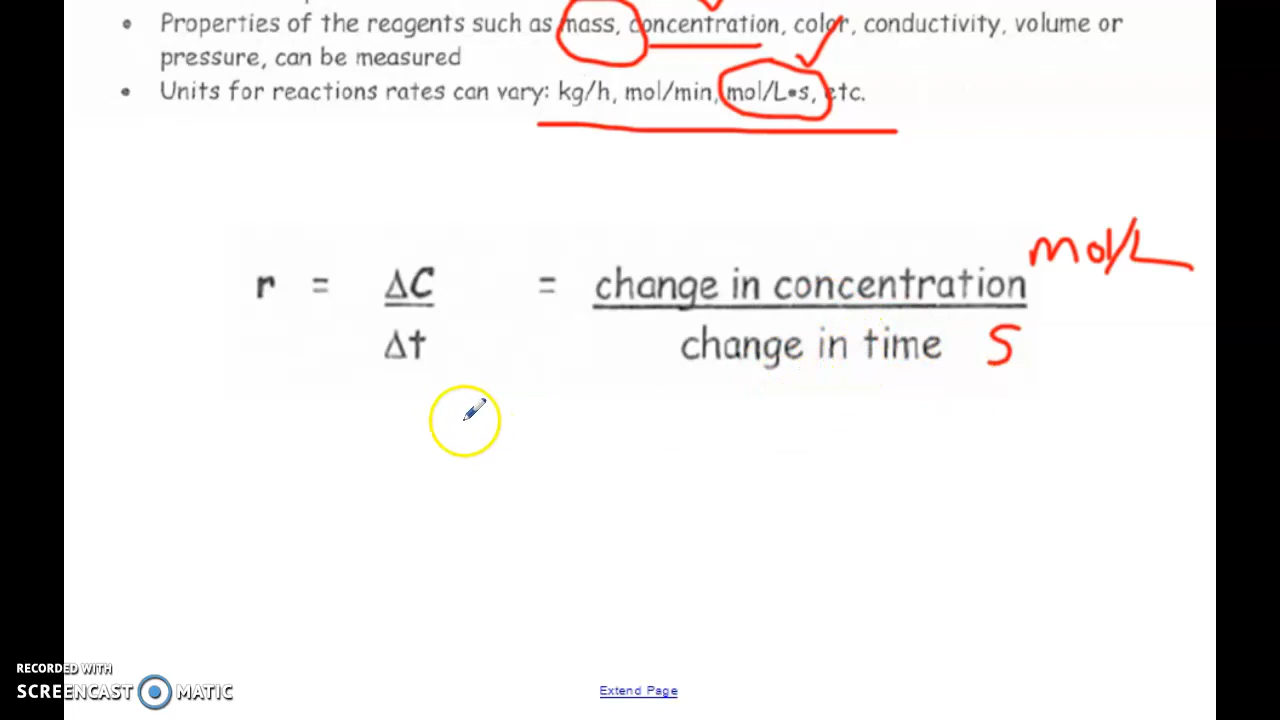 • Properties of the reagents such as mass, concentration, color, conductivity, volume or
pressure, can be measured
• Units for reactions rates can vary: kg/h, mol/min, mol/L•s, etc.
mol/L
r = ΔC = change in concentration
Δt change in time S
RECORDED WITH
SCREENCAST MATIC
Extend Page